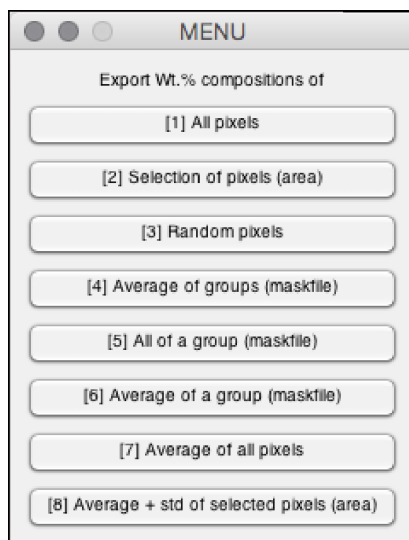 MENU
Export Wt.% compositions of
[1] All pixels
[2] Selection of pixels (area)
[3] Random pixels
[4] Average of groups (maskfile)
[5] All of a group (maskfile)
[6] Average of a group (maskfile)
[7] Average of all pixels
[8] Average + std of selected pixels (area)